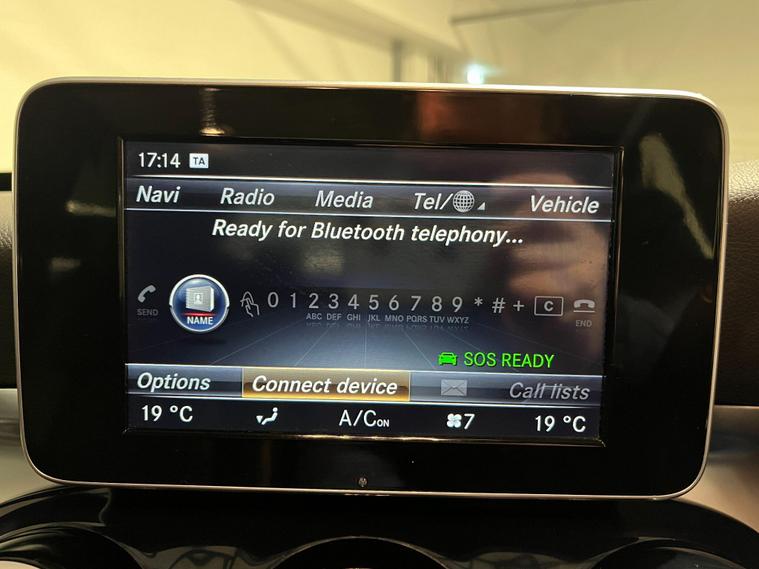 17:14 TA
Navi Radio Media Tel/ Vehicle
Ready for Bluetooth telephony...
SEND NAME 0 1 2 3 4 5 6 7 8 9 * # + C END
ABC DEF GHI JKL MNO PQRS TUV WXYZ
SOS READY
Options Connect device Call lists
19 °C A/C ON 7 19 °C